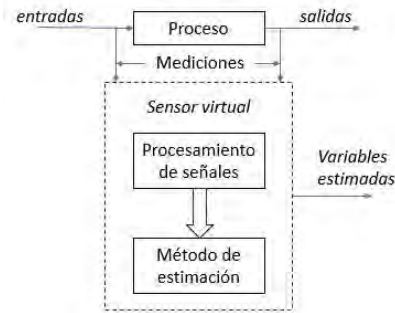 entradas
Proceso
salidas
Mediciones
Sensor virtual
Procesamiento
de señales
Variables
estimadas
Método de
estimación